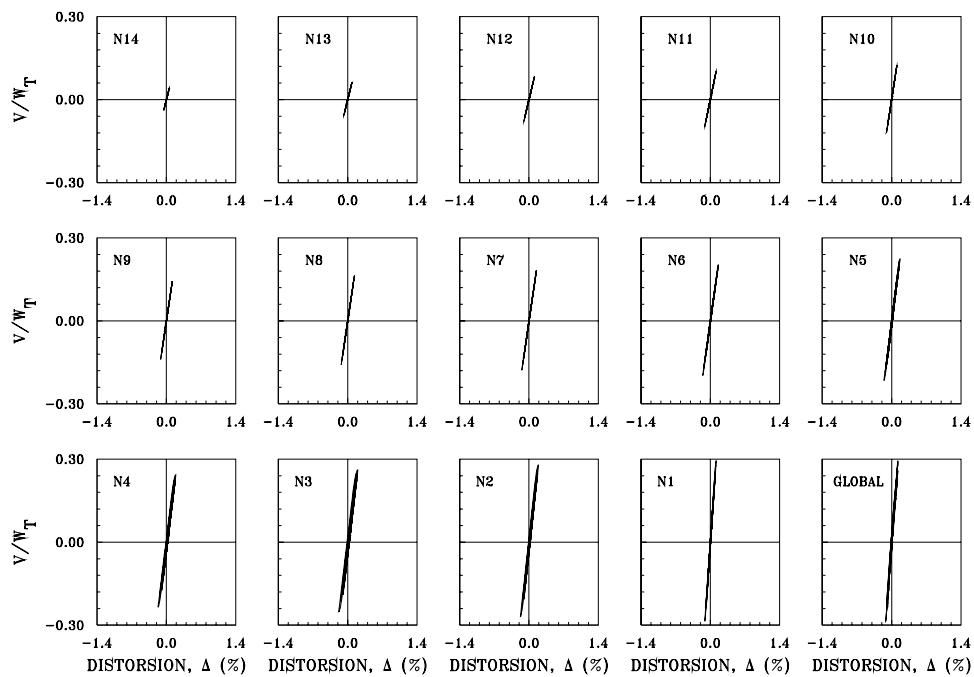 0.30
N14 N13 N12 N11 N10
V/W_T
0.00
−0.30
−1.4 0.0 1.4 −1.4 0.0 1.4 −1.4 0.0 1.4 −1.4 0.0 1.4 −1.4 0.0 1.4
0.30
N9 N8 N7 N6 N5
V/W_T
0.00
−0.30
−1.4 0.0 1.4 −1.4 0.0 1.4 −1.4 0.0 1.4 −1.4 0.0 1.4 −1.4 0.0 1.4
0.30
N4 N3 N2 N1 GLOBAL
V/W_T
0.00
−0.30
−1.4 0.0 1.4 −1.4 0.0 1.4 −1.4 0.0 1.4 −1.4 0.0 1.4 −1.4 0.0 1.4
DISTORSION, Δ (%) DISTORSION, Δ (%) DISTORSION, Δ (%) DISTORSION, Δ (%) DISTORSION, Δ (%)